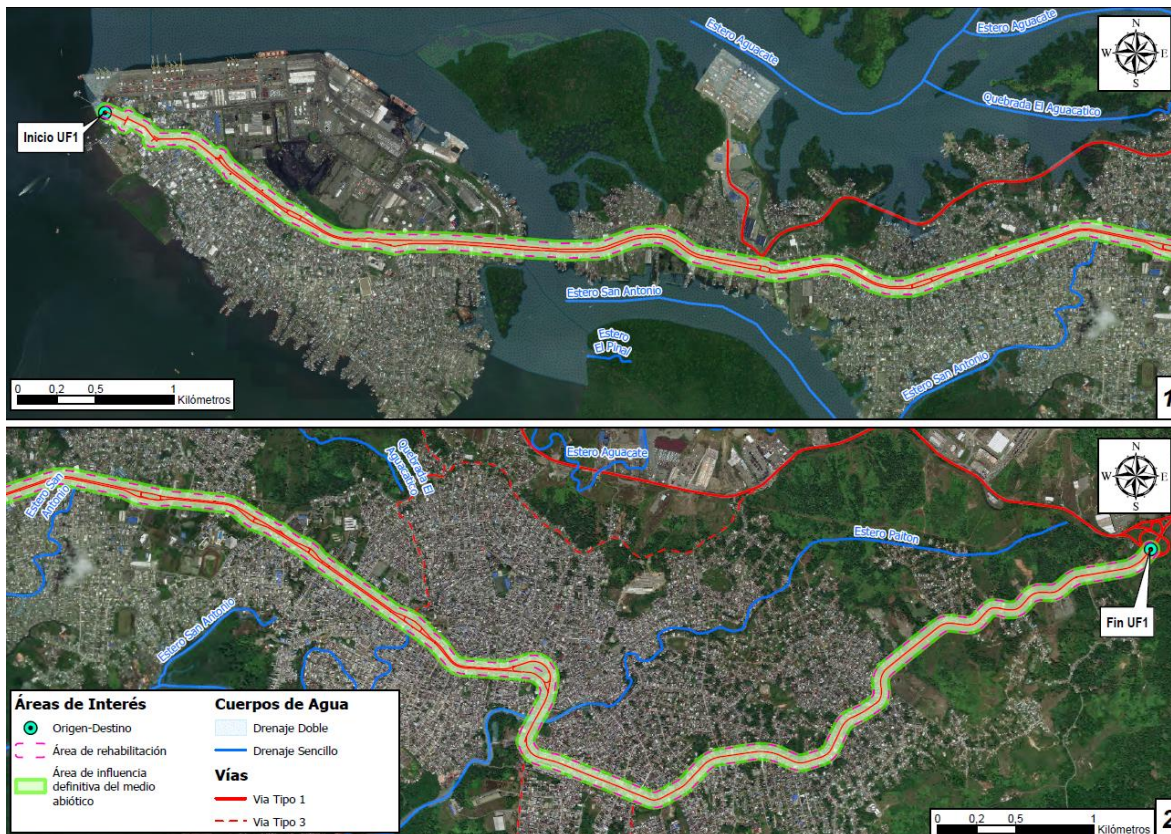 Estero Aguacate
Estero Aguacate
N
W
E
S
Quebrada El Aguacatico
Inicio UF1
Estero San Antonio
Estero
El Pinal
Estero San Antonio
0
0,2
0,5
1
Kilómetros
1
Quebrada El
Aguacatico
Estero Aguacate
N
W
E
S
Estero San
Antonio
Estero Pailon
Fin UF1
Estero San Antonio
Áreas de Interés
Origen-Destino
Área de rehabilitación
Área de influencia
definitiva del medio
abiótico
Cuerpos de Agua
Drenaje Doble
Drenaje Sencillo
Vías
Via Tipo 1
Via Tipo 3
0
0,2
0,5
1
Kilómetros
2